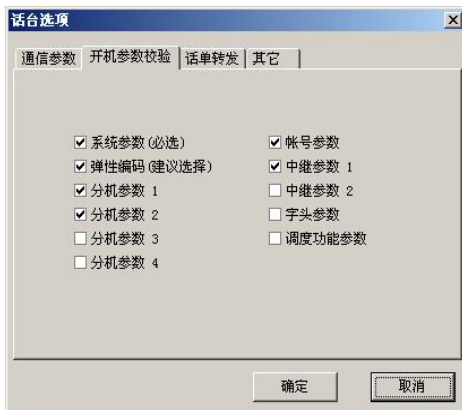 话台选项
通信参数 开机参数校验 话单转发 其它
系统参数(必选) 帐号参数
弹性编码(建议选择) 中继参数 1
分机参数 1 中继参数 2
分机参数 2 字头参数
分机参数 3 调度功能参数
分机参数 4
确定 取消